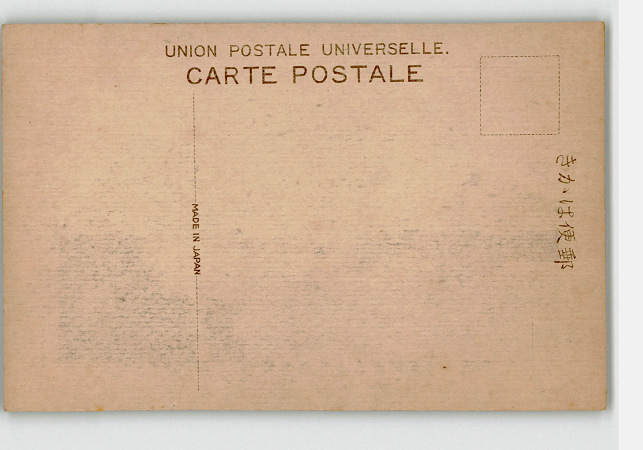 UNION POSTALE UNIVERSELLE.
CARTE POSTALE
MADE IN JAPAN
きかは便郵